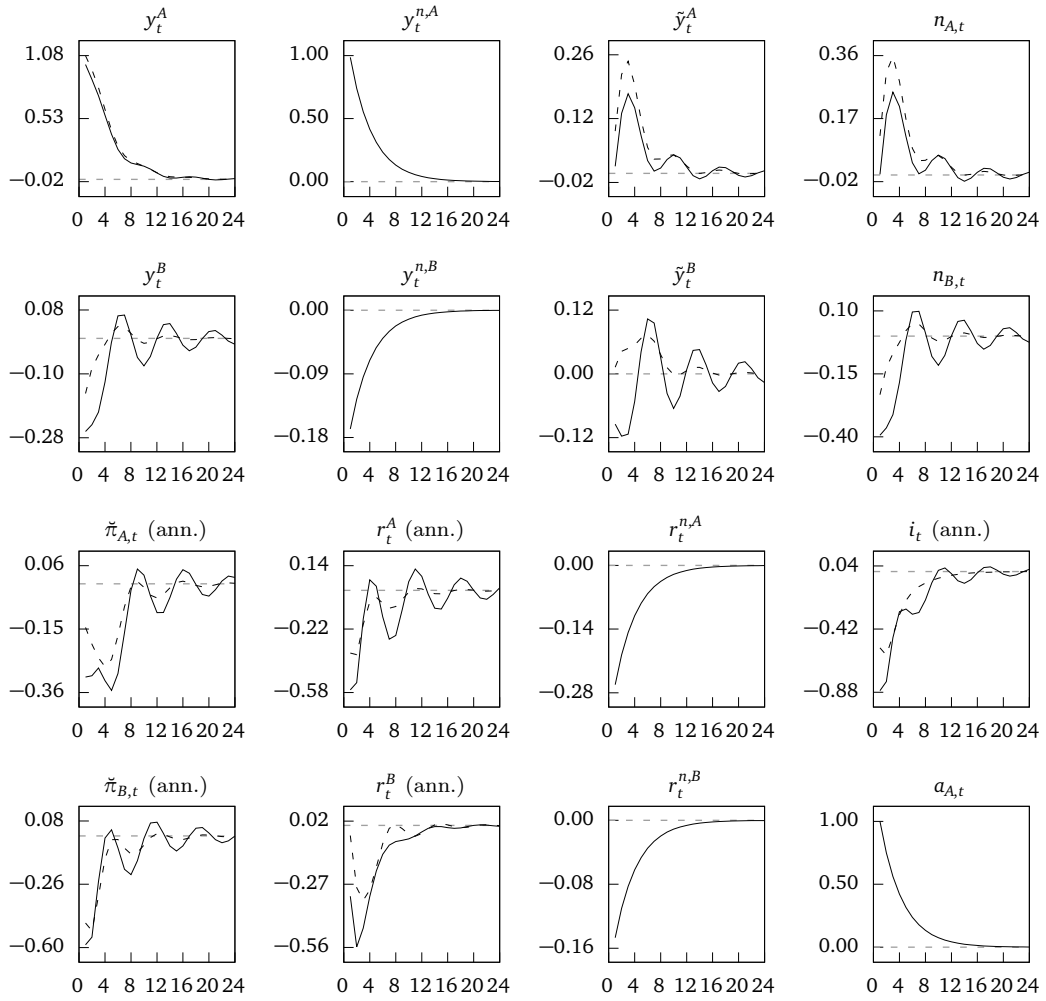 y_t^A y_t^{n,A} ỹ_t^A n_{A,t}
1.08 1.00 0.26 0.36
0.53 0.50 0.12 0.17
−0.02 0.00 −0.02 −0.02
0 4 8 12 16 20 24 0 4 8 12 16 20 24 0 4 8 12 16 20 24 0 4 8 12 16 20 24
y_t^B y_t^{n,B} ỹ_t^B n_{B,t}
0.08 0.00 0.12 0.10
−0.10 −0.09 0.00 −0.15
−0.28 −0.18 −0.12 −0.40
0 4 8 12 16 20 24 0 4 8 12 16 20 24 0 4 8 12 16 20 24 0 4 8 12 16 20 24
π̆_{A,t} (ann.) r_t^A (ann.) r_t^{n,A} i_t (ann.)
0.06 0.14 0.00 0.04
−0.15 −0.22 −0.14 −0.42
−0.36 −0.58 −0.28 −0.88
0 4 8 12 16 20 24 0 4 8 12 16 20 24 0 4 8 12 16 20 24 0 4 8 12 16 20 24
π̆_{B,t} (ann.) r_t^B (ann.) r_t^{n,B} a_{A,t}
0.08 0.02 0.00 1.00
−0.26 −0.27 −0.08 0.50
−0.60 −0.56 −0.16 0.00
0 4 8 12 16 20 24 0 4 8 12 16 20 24 0 4 8 12 16 20 24 0 4 8 12 16 20 24